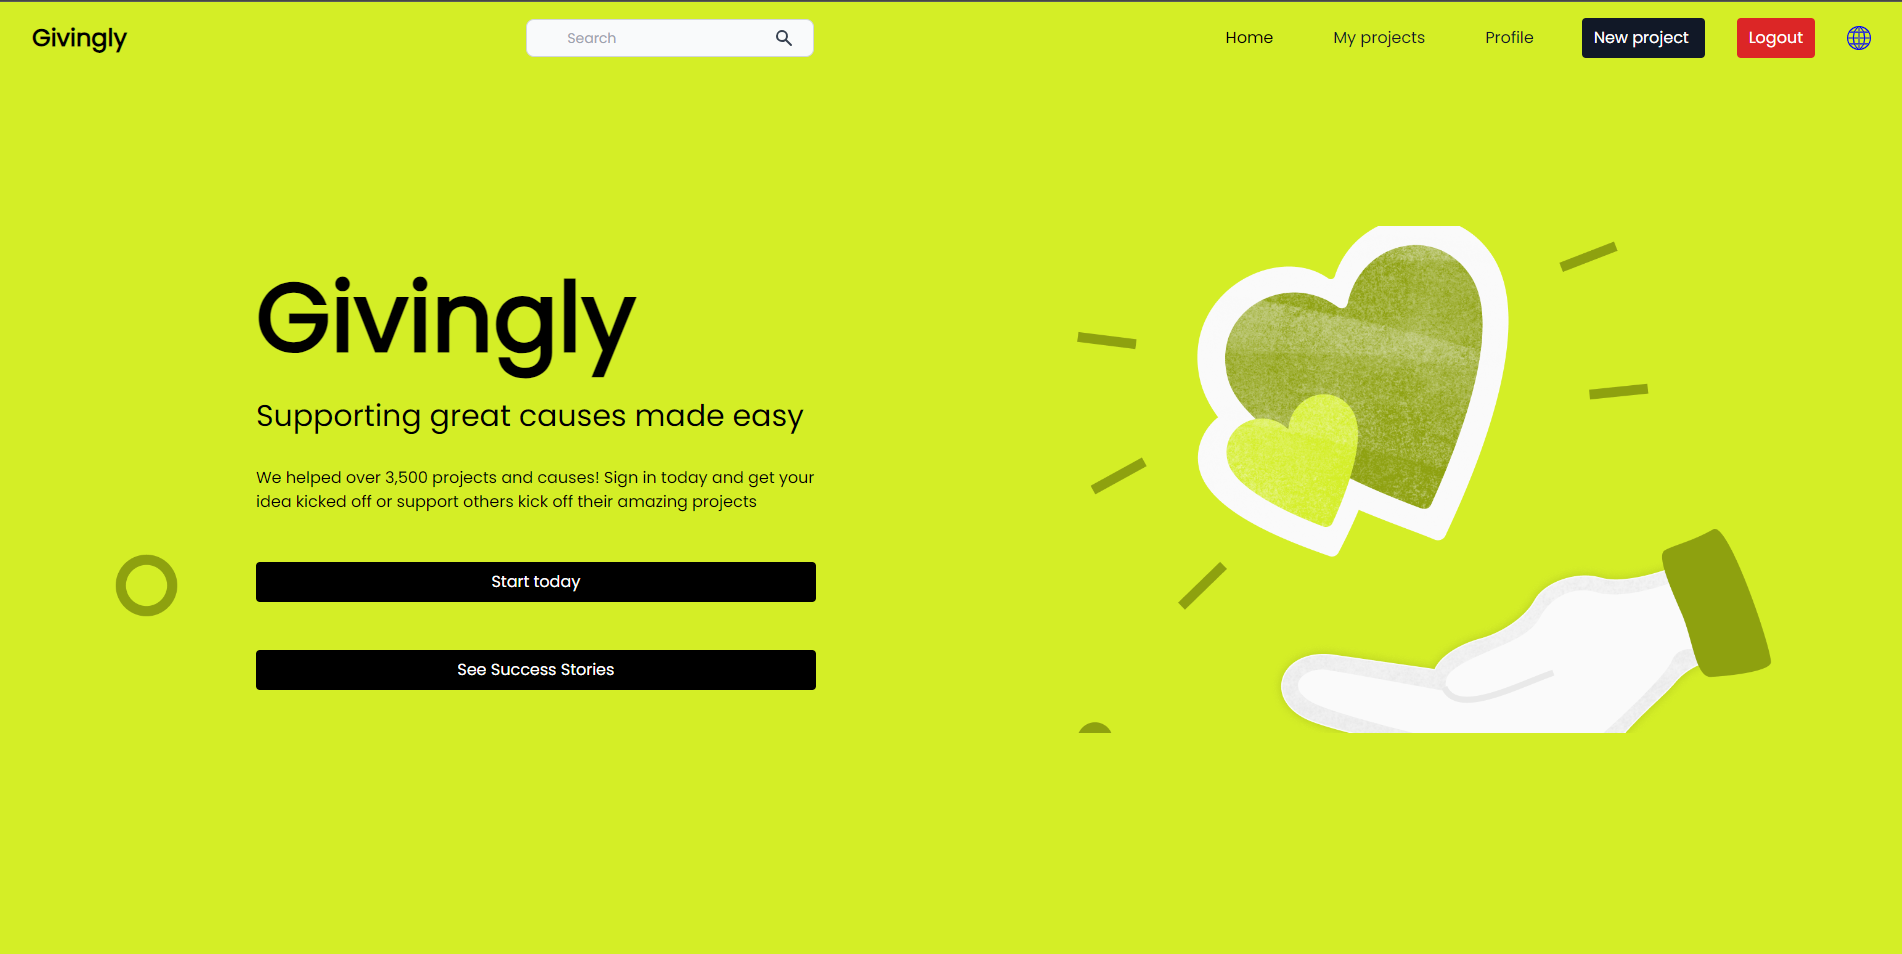 Givingly
Search
Home
My projects
Profile
New project
Logout
Givingly
Supporting great causes made easy
We helped over 3,500 projects and causes! Sign in today and get your
idea kicked off or support others kick off their amazing projects
Start today
See Success Stories